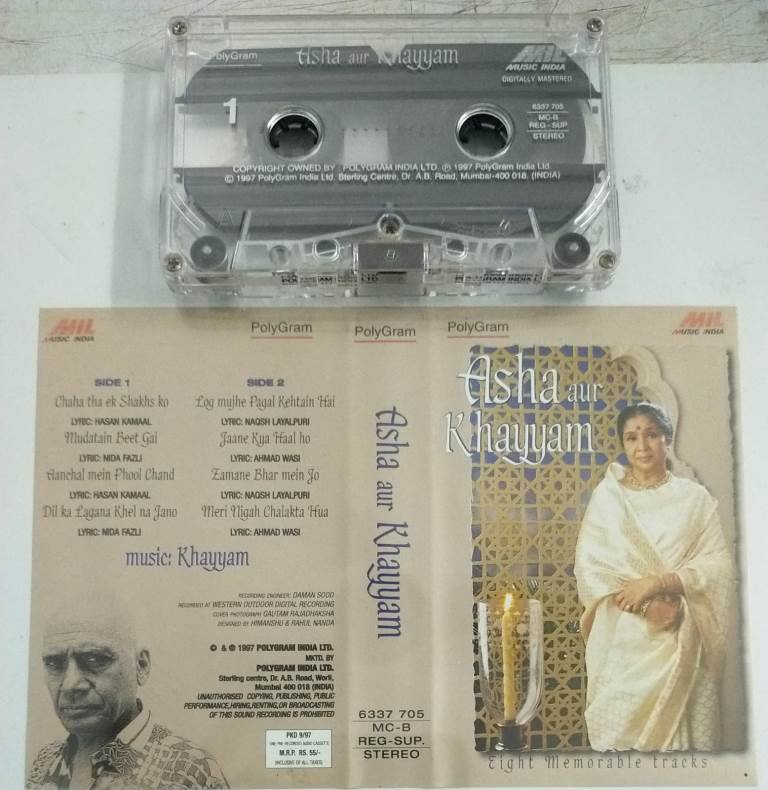 PolyGram
Asha aur Khayyam
MIL
MUSIC INDIA
DIGITALLY MASTERED
1
6337 705
MC-B
REG-SUP
STEREO
COPYRIGHT OWNED BY : POLYGRAM INDIA LTD. ℗ 1997 PolyGram India Ltd.
© 1997 PolyGram India Ltd. Sterling Centre, Dr. A.B. Road, Mumbai-400 018. (INDIA)
MIL
MUSIC INDIA
PolyGram
SIDE 1
Chaha tha ek Shakhs ko
LYRIC: HASAN KAMAAL
Mudatain Beet Gai
LYRIC: NIDA FAZLI
Aanchal mein Phool Chand
LYRIC: HASAN KAMAAL
Dil ka Lagana Khel na Jano
LYRIC: NIDA FAZLI
SIDE 2
Log mujhe Pagal Kehtain Hai
LYRIC: NAQSH LAYALPURI
Jaane Kya Haal ho
LYRIC: AHMAD WASI
Zamane Bhar mein Jo
LYRIC: NAQSH LAYALPURI
Meri Nigah Chalakta Hua
LYRIC: AHMAD WASI
music: Khayyam
RECORDING ENGINEER: DAMAN SOOD
RECORDED AT WESTERN OUTDOOR DIGITAL RECORDING
COVER PHOTOGRAPH GAUTAM RAJADHAKSHA
DESIGNED BY HIMANSHU & RAHUL NANDA
© & ℗ 1997 POLYGRAM INDIA LTD.
MKTD. BY
POLYGRAM INDIA LTD.
Sterling centre, Dr. A.B. Road, Worli,
Mumbai 400 018 (INDIA)
UNAUTHORISED COPYING, PUBLISHING, PUBLIC
PERFORMANCE,HIRING,RENTING,OR BROADCASTING
OF THIS SOUND RECORDING IS PROHIBITED
PKD 9/97
ONE PRE RECORDED AUDIO CASSETTE
M.R.P. RS. 55/-
(INCLUSIVE OF ALL TAXES)
PolyGram
Asha aur Khayyam
6337 705
MC-B
REG-SUP.
STEREO
PolyGram
MIL
MUSIC INDIA
Asha aur
Khayyam
Eight Memorable tracks